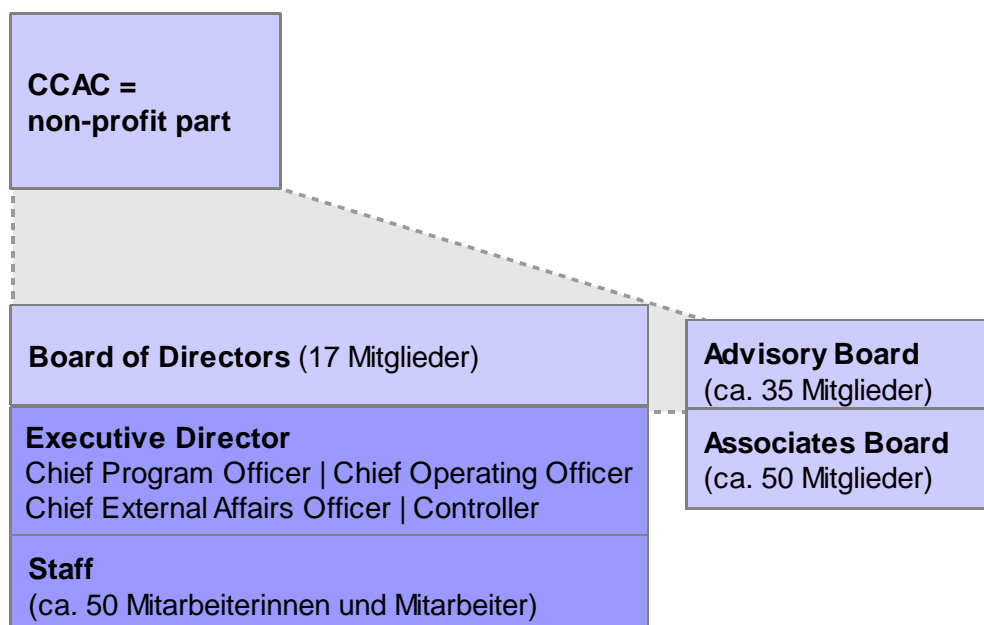 CCAC =
non-profit part
Board of Directors (17 Mitglieder)
Advisory Board
(ca. 35 Mitglieder)
Executive Director
Chief Program Officer | Chief Operating Officer
Chief External Affairs Officer | Controller
Associates Board
(ca. 50 Mitglieder)
Staff
(ca. 50 Mitarbeiterinnen und Mitarbeiter)